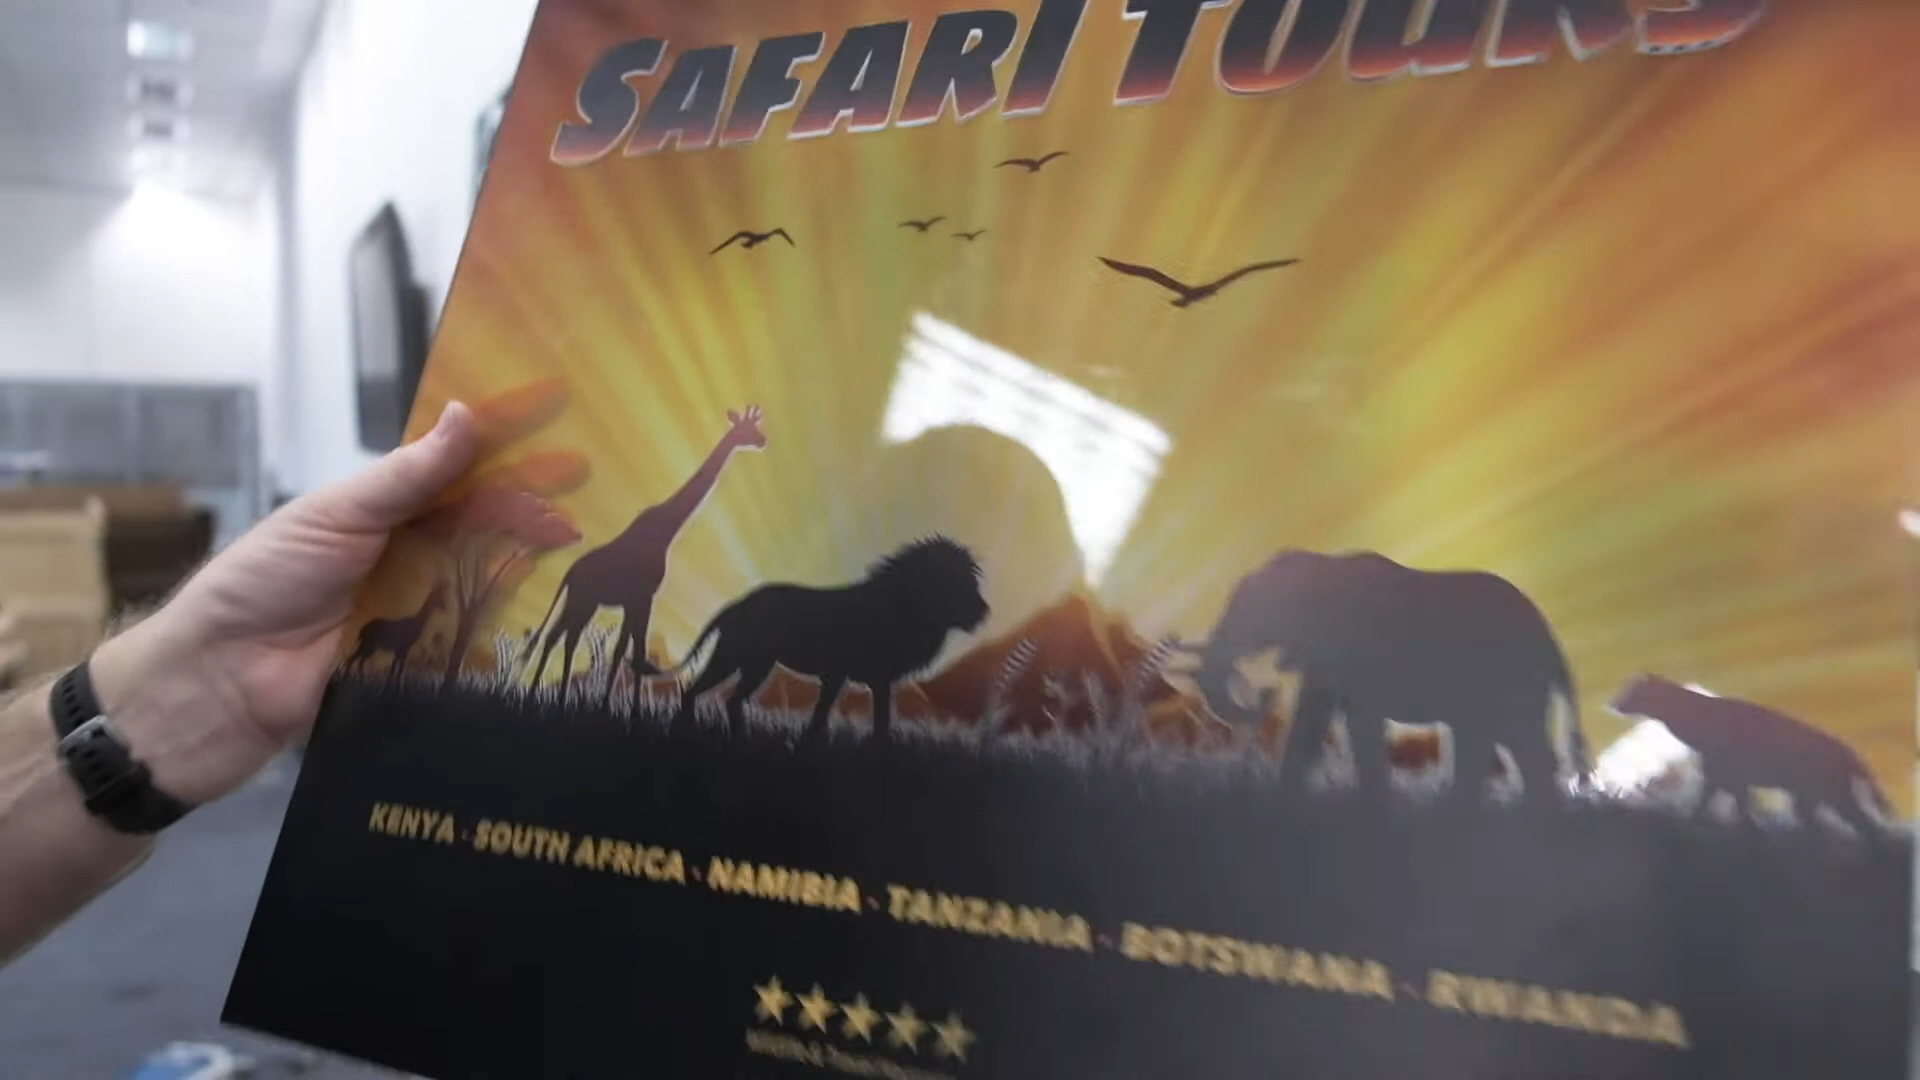 SAFARI TOURS
KENYA · SOUTH AFRICA · NAMIBIA · TANZANIA · BOTSWANA · RWANDA